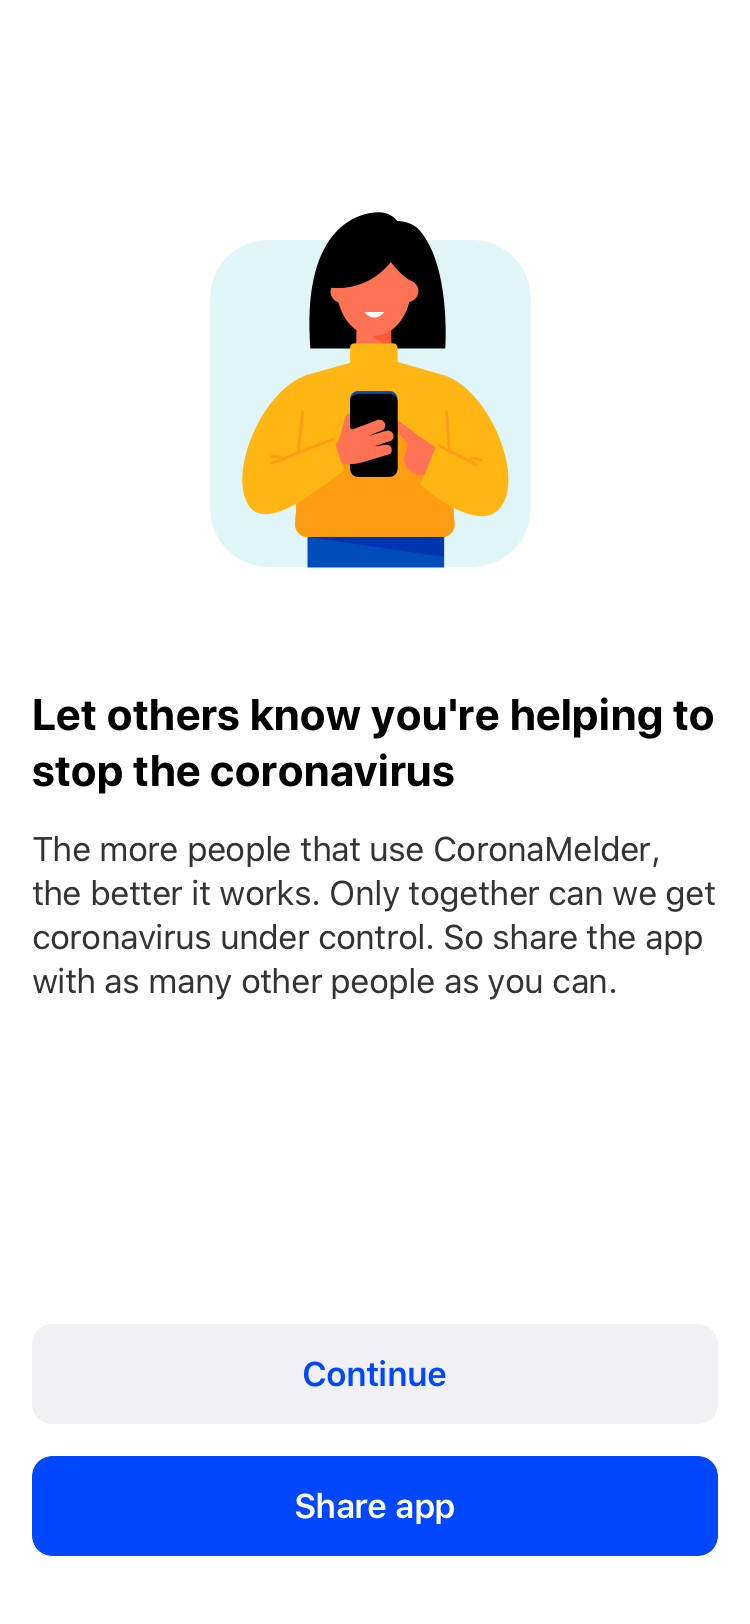 Let others know you're helping to
stop the coronavirus
The more people that use CoronaMelder,
the better it works. Only together can we get
coronavirus under control. So share the app
with as many other people as you can.
Continue
Share app